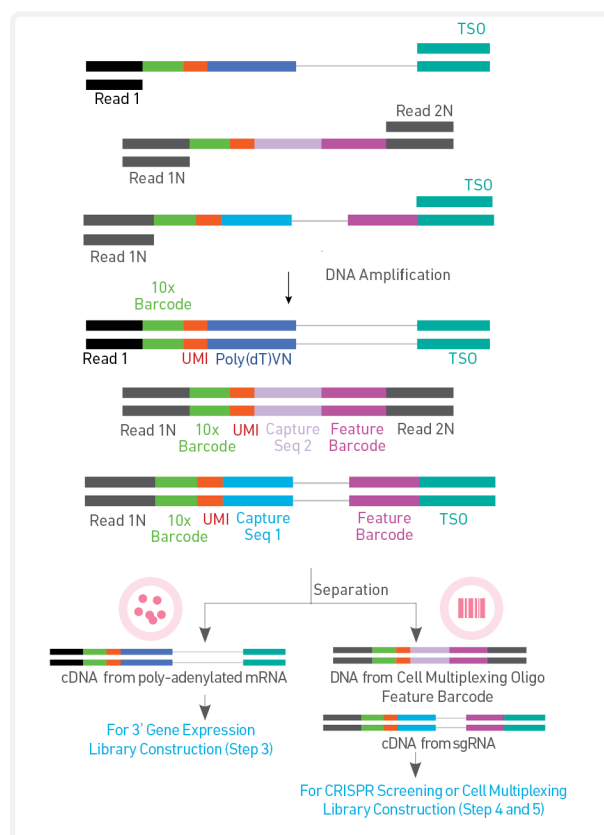 TSO
Read 1
Read 2N
Read 1N
TSO
Read 1N
DNA Amplification
10x
Barcode
Read 1
UMI
Poly(dT)VN
TSO
Read 1N
10x
Barcode
UMI
Capture
Seq 2
Feature
Barcode
Read 2N
Read 1N
10x
Barcode
UMI
Capture
Seq 1
Feature
Barcode
TSO
Separation
cDNA from poly-adenylated mRNA
For 3’ Gene Expression
Library Construction (Step 3)
DNA from Cell Multiplexing Oligo
Feature Barcode
cDNA from sgRNA
For CRISPR Screening or Cell Multiplexing
Library Construction (Step 4 and 5)